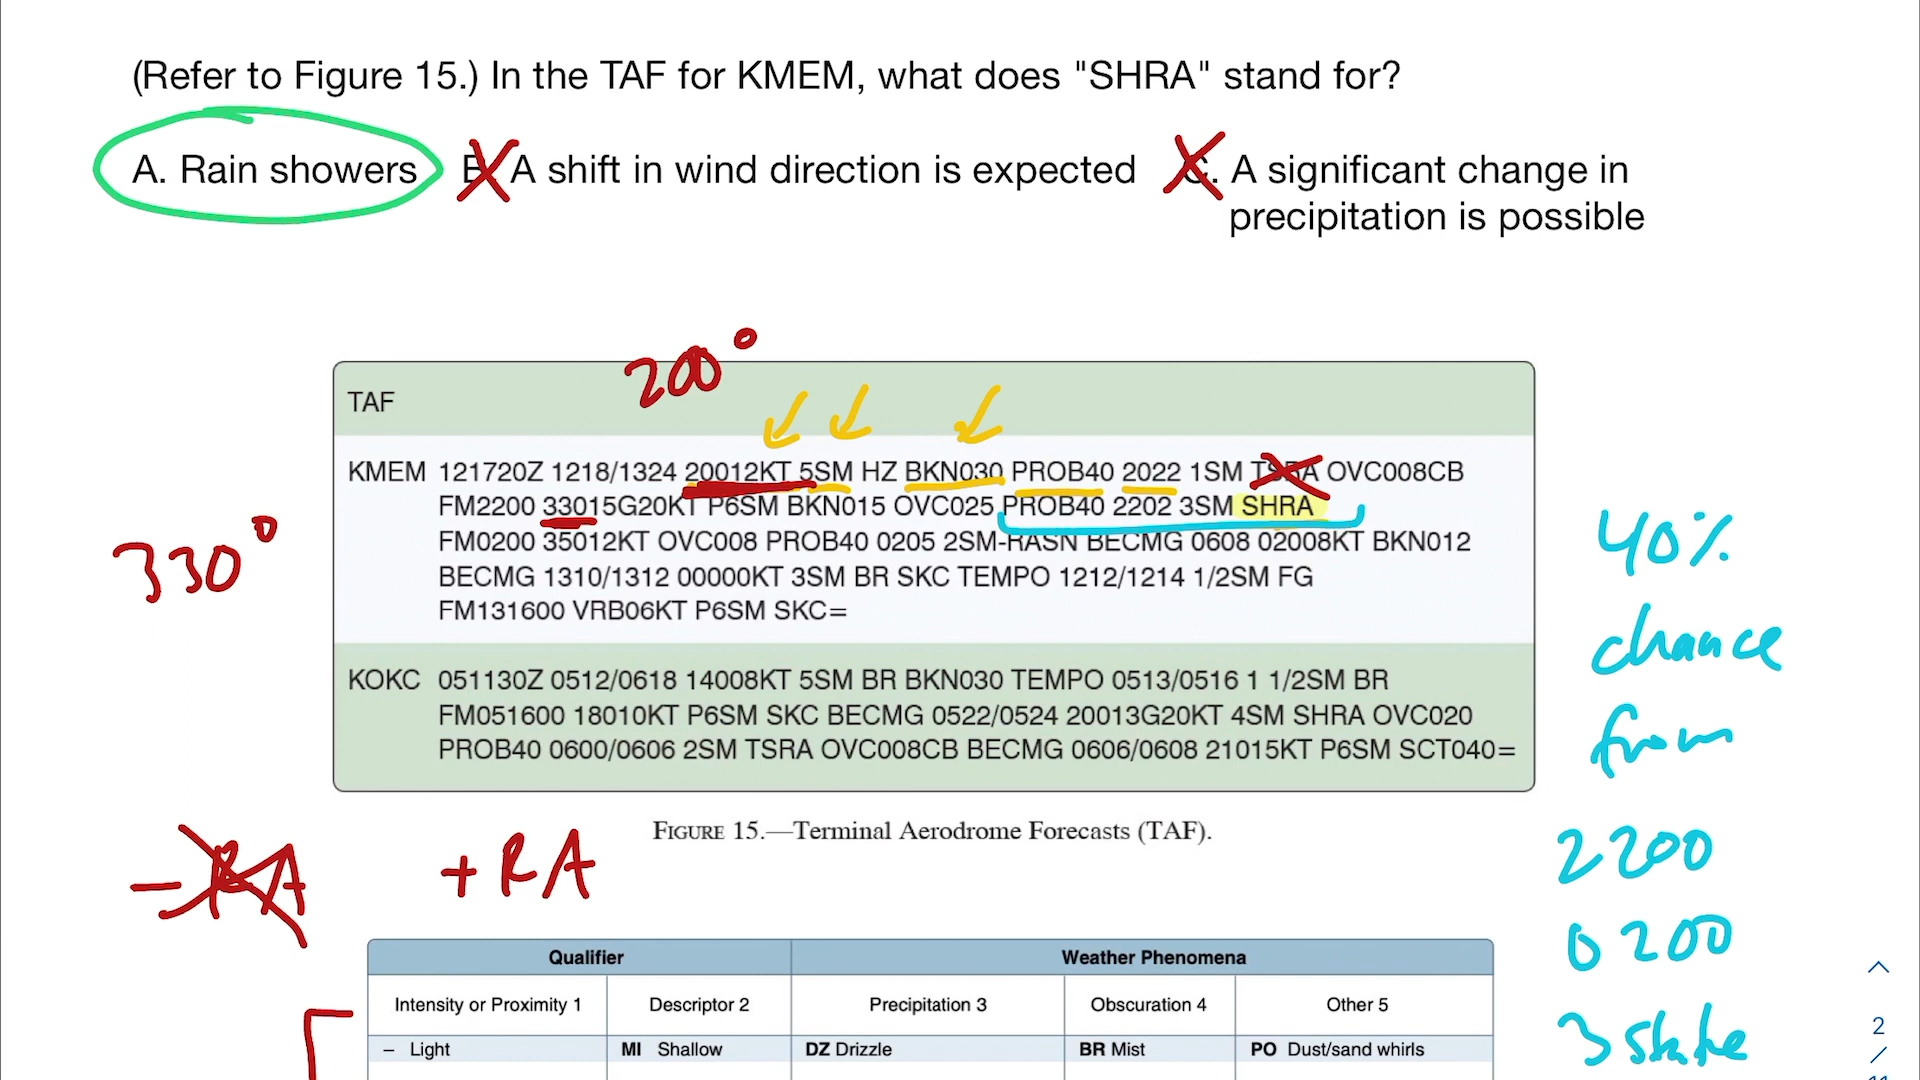 (Refer to Figure 15.) In the TAF for KMEM, what does "SHRA" stand for?
A. Rain showers B. A shift in wind direction is expected C. A significant change in
precipitation is possible
200°
TAF
KMEM 121720Z 1218/1324 20012KT 5SM HZ BKN030 PROB40 2022 1SM TSRA OVC008CB
FM2200 33015G20KT P6SM BKN015 OVC025 PROB40 2202 3SM SHRA
FM0200 35012KT OVC008 PROB40 0205 2SM-RASN BECMG 0608 02008KT BKN012
BECMG 1310/1312 00000KT 3SM BR SKC TEMPO 1212/1214 1/2SM FG
FM131600 VRB06KT P6SM SKC=
330°
KOKC 051130Z 0512/0618 14008KT 5SM BR BKN030 TEMPO 0513/0516 1 1/2SM BR
FM051600 18010KT P6SM SKC BECMG 0522/0524 20013G20KT 4SM SHRA OVC020
PROB40 0600/0606 2SM TSRA OVC008CB BECMG 0606/0608 21015KT P6SM SCT040=
40%
chance
from
2200
0200
FIGURE 15.—Terminal Aerodrome Forecasts (TAF).
-RA +RA
Qualifier Weather Phenomena
Intensity or Proximity 1 Descriptor 2 Precipitation 3 Obscuration 4 Other 5
– Light MI Shallow DZ Drizzle BR Mist PO Dust/sand whirls
3
2
/